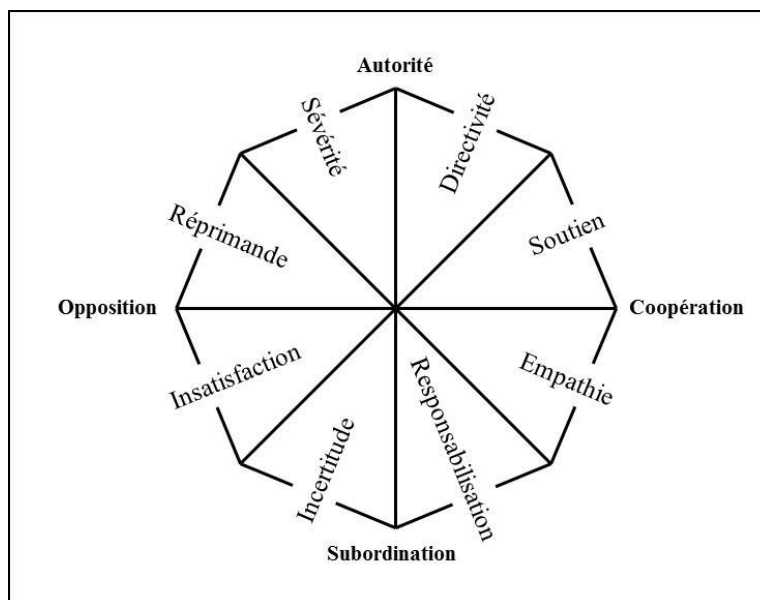 Autorité
Sévérité
Directivité
Réprimande
Soutien
Opposition
Coopération
Insatisfaction
Empathie
Incertitude
Responsabilisation
Subordination